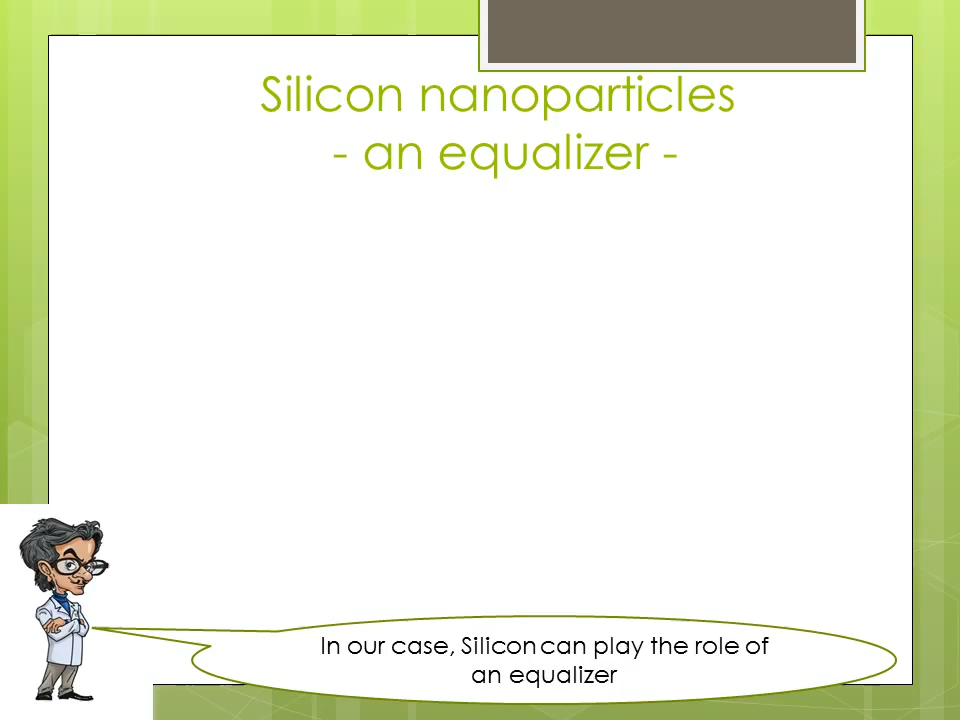 Silicon nanoparticles
- an equalizer -
In our case, Silicon can play the role of
an equalizer